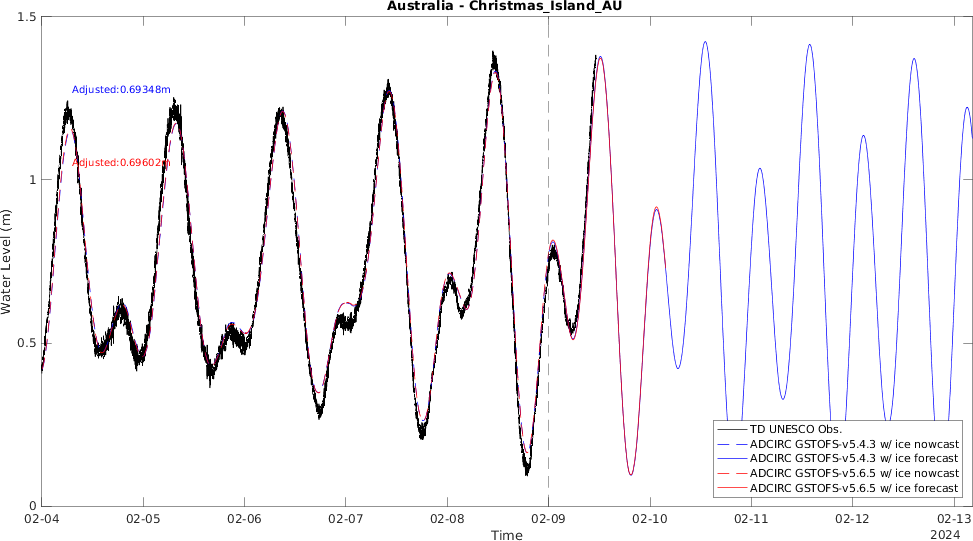 Australia - Christmas_Island_AU
1.5
1
0.5
0
Water Level (m)
Adjusted:0.69348m
Adjusted:0.69602m
TD UNESCO Obs.
ADCIRC GSTOFS-v5.4.3 w/ ice nowcast
ADCIRC GSTOFS-v5.4.3 w/ ice forecast
ADCIRC GSTOFS-v5.6.5 w/ ice nowcast
ADCIRC GSTOFS-v5.6.5 w/ ice forecast
02-04 02-05 02-06 02-07 02-08 02-09 02-10 02-11 02-12 02-13
Time
2024